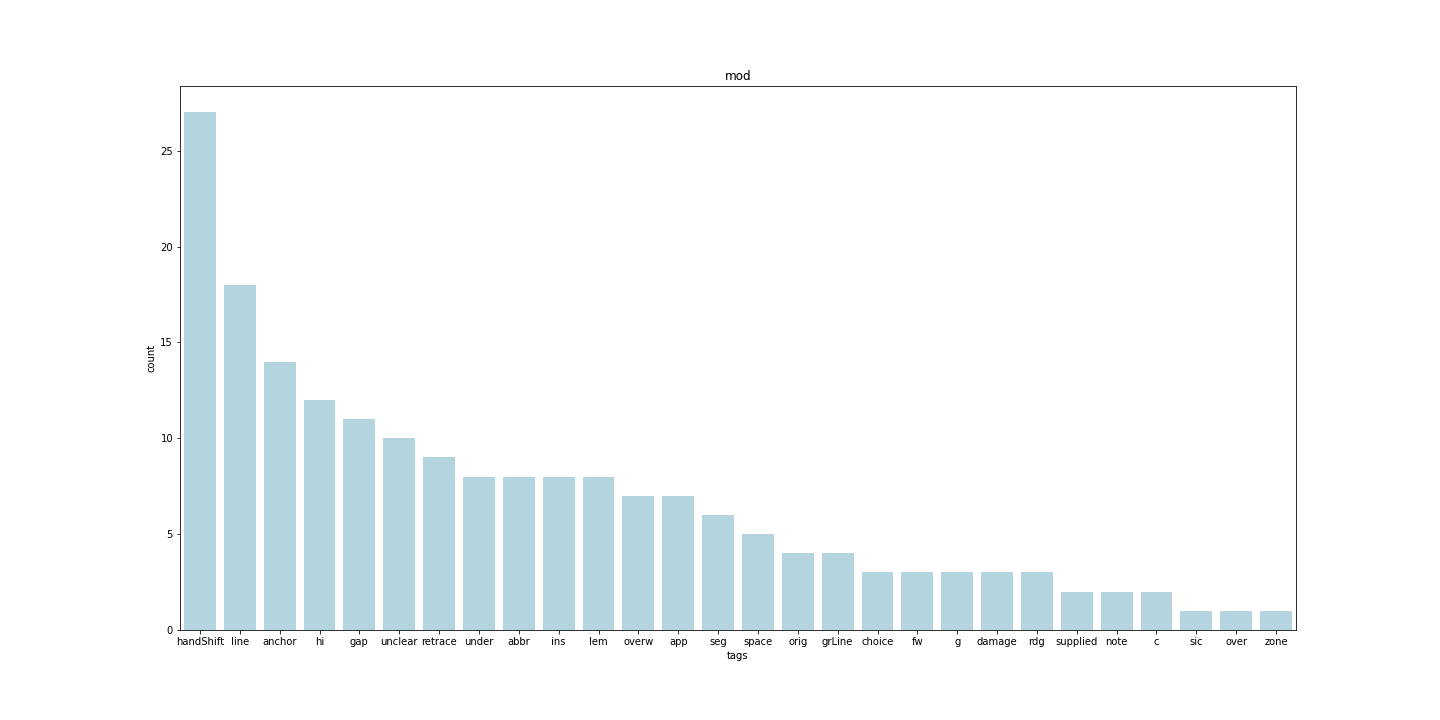 mod
25
20
15
10
5
0
count
handShift line anchor hi gap unclear retrace under abbr ins lem overw app seg space orig grLine choice fw g damage rdg supplied note c sic over zone
tags